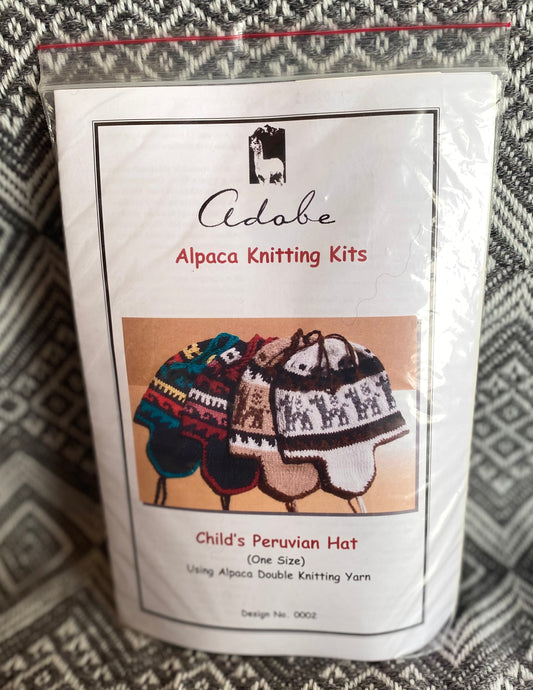 adobe
Alpaca Knitting Kits
Child's Peruvian Hat
(One Size)
Using Alpaca Double Knitting Yarn
Design No. 0002